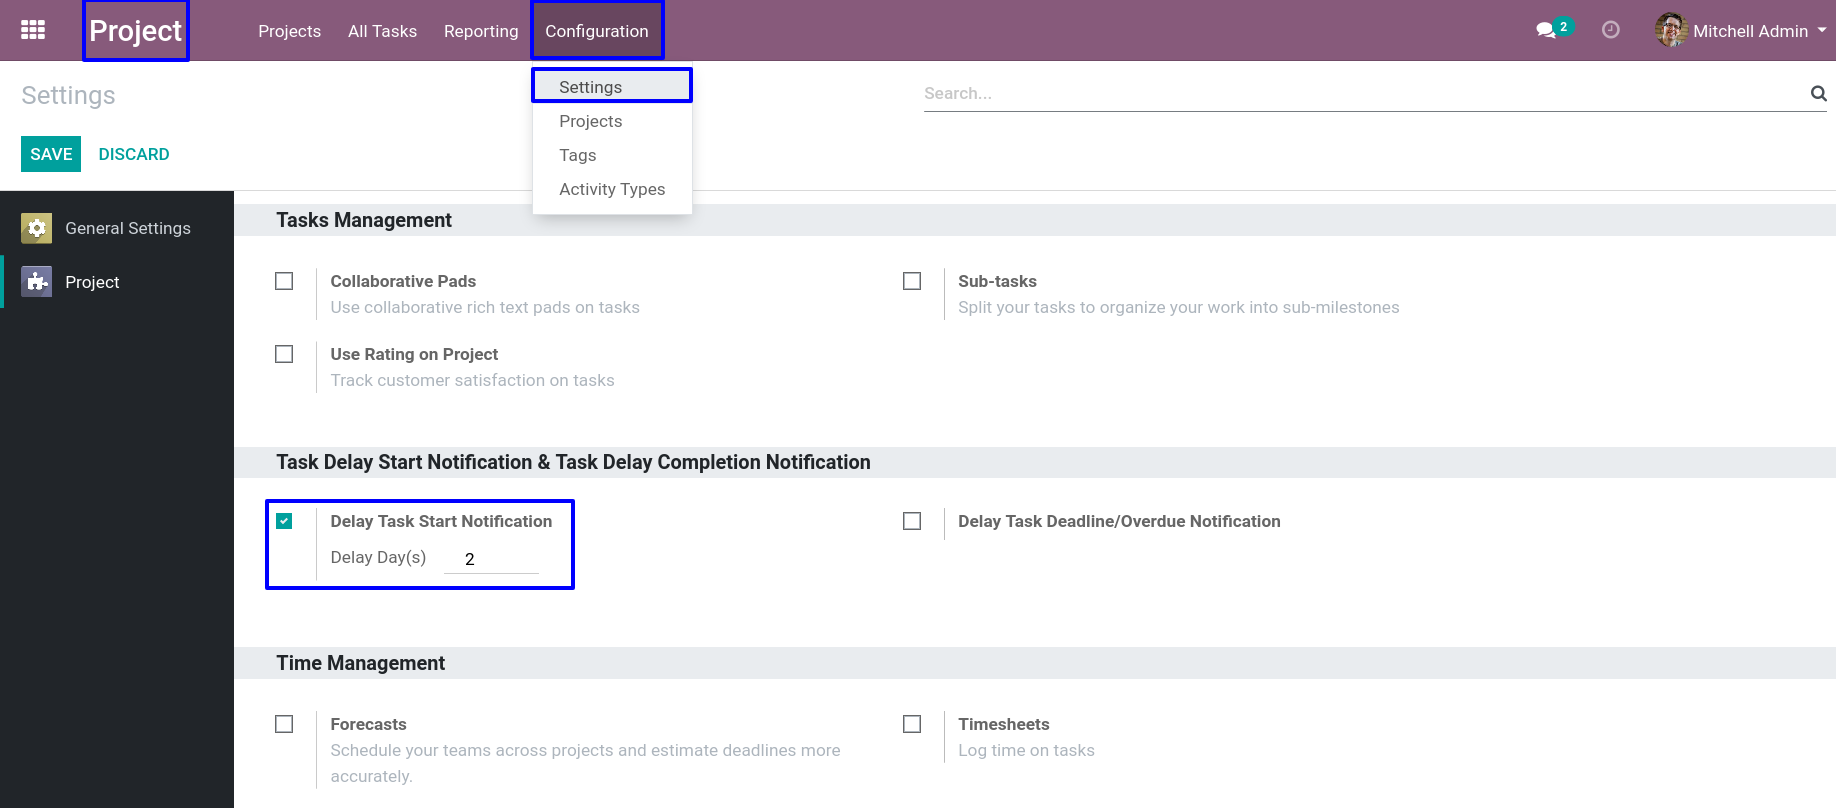 Project
Projects All Tasks Reporting Configuration
2
Mitchell Admin
Settings
Settings
Projects
Tags
Activity Types
Search...
SAVE DISCARD
General Settings
Project
Tasks Management
Collaborative Pads
Use collaborative rich text pads on tasks
Sub-tasks
Split your tasks to organize your work into sub-milestones
Use Rating on Project
Track customer satisfaction on tasks
Task Delay Start Notification & Task Delay Completion Notification
Delay Task Start Notification
Delay Day(s) 2
Delay Task Deadline/Overdue Notification
Time Management
Forecasts
Schedule your teams across projects and estimate deadlines more
accurately.
Timesheets
Log time on tasks